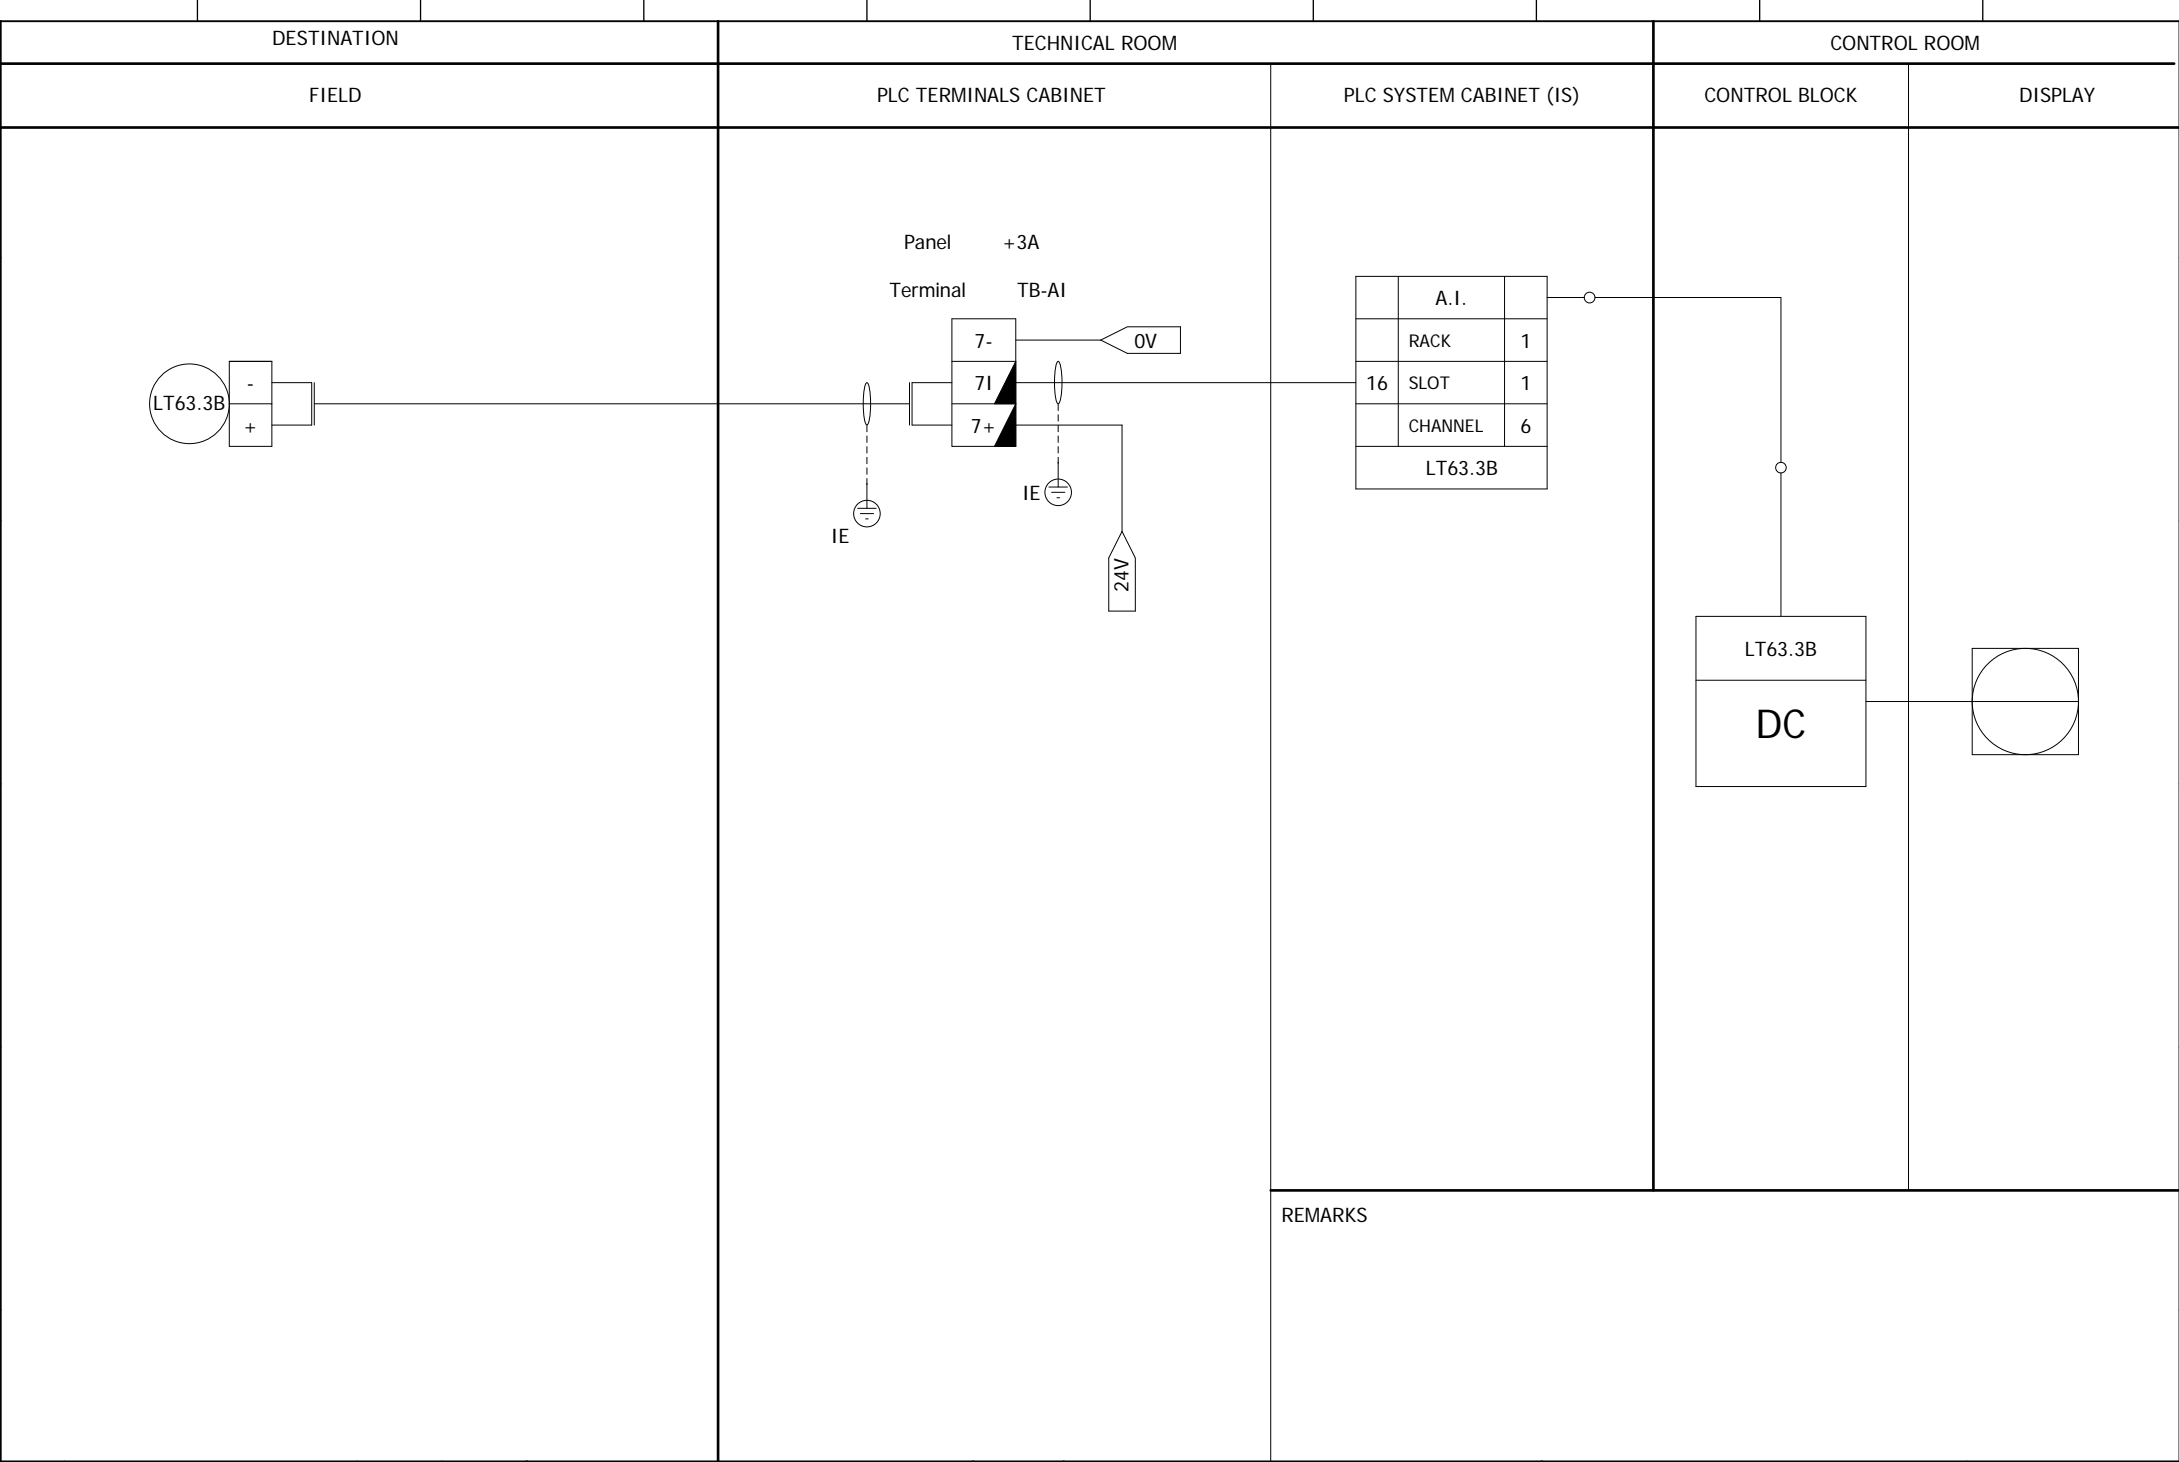 DESTINATION
TECHNICAL ROOM
CONTROL ROOM
FIELD
PLC TERMINALS CABINET
PLC SYSTEM CABINET (IS)
CONTROL BLOCK
DISPLAY
Panel +3A
Terminal TB-AI
LT63.3B
-
+
7-
7I
7+
0V
24V
IE
IE
A.I.
RACK 1
16 SLOT 1
CHANNEL 6
LT63.3B
LT63.3B
DC
REMARKS